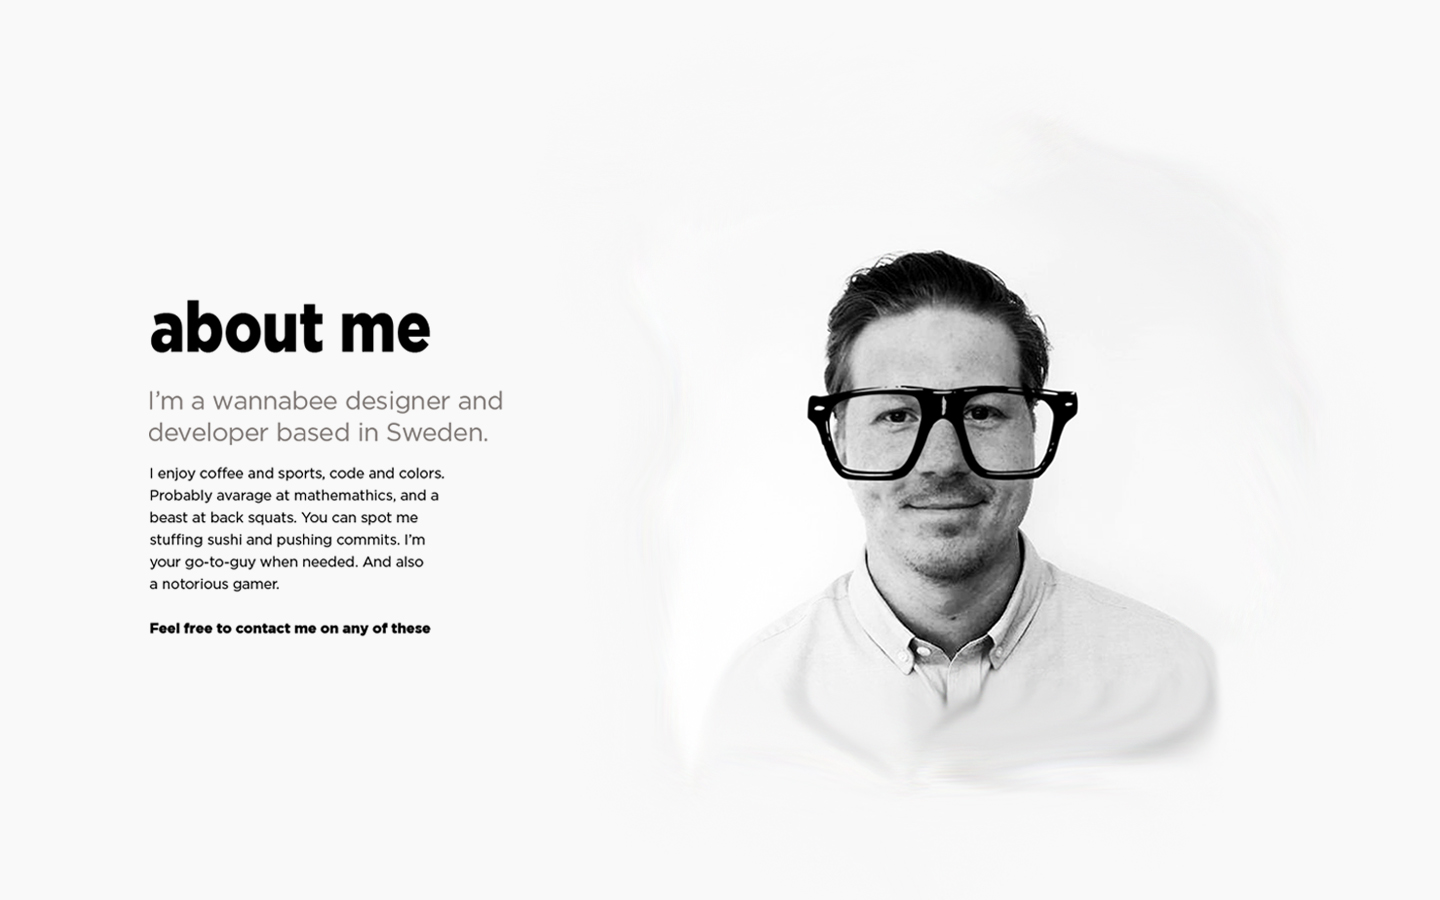 about me
I’m a wannabee designer and
developer based in Sweden.
I enjoy coffee and sports, code and colors.
Probably avarage at mathemathics, and a
beast at back squats. You can spot me
stuffing sushi and pushing commits. I’m
your go-to-guy when needed. And also
a notorious gamer.
Feel free to contact me on any of these